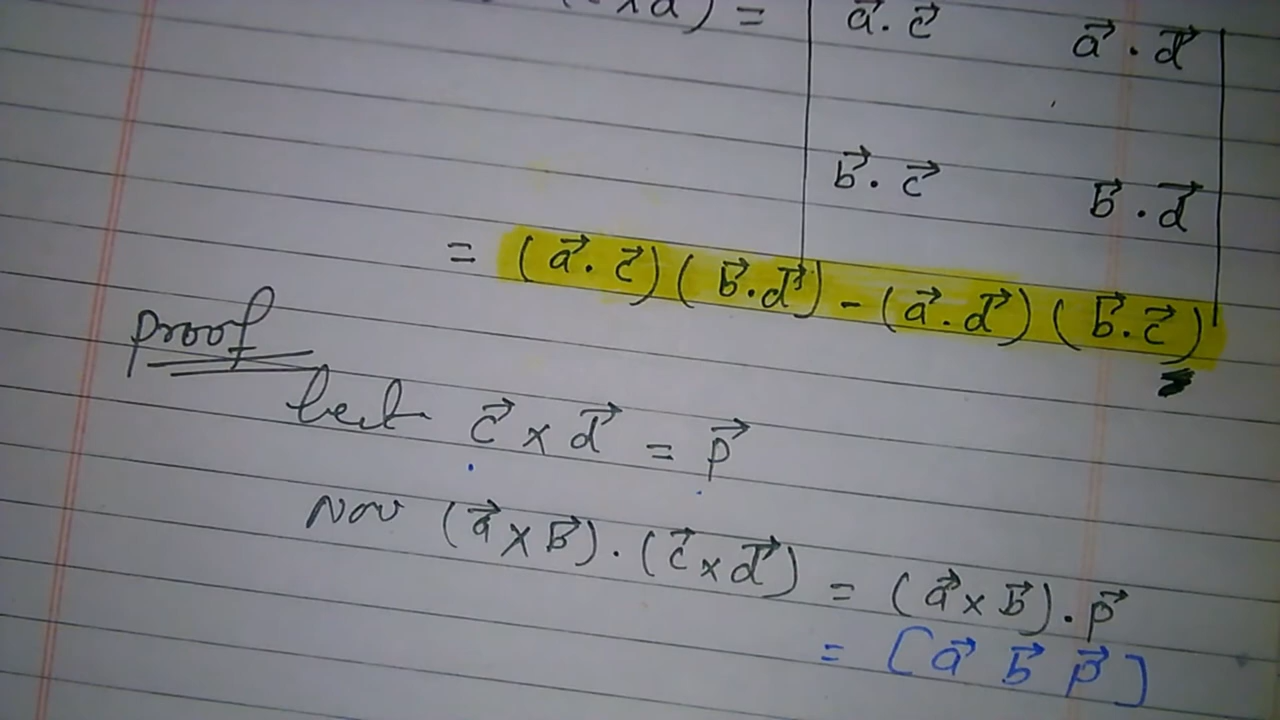 × d⃗) = | a⃗ . c⃗ a⃗ . d⃗ |
| b⃗ . c⃗ b⃗ . d⃗ |
= (a⃗ . c⃗) (b⃗ . d⃗) - (a⃗ . d⃗) (b⃗ . c⃗)
proof
let c⃗ × d⃗ = p⃗
Now (a⃗ × b⃗) . (c⃗ × d⃗) = (a⃗ × b⃗) . p⃗
= [a⃗ b⃗ p⃗]